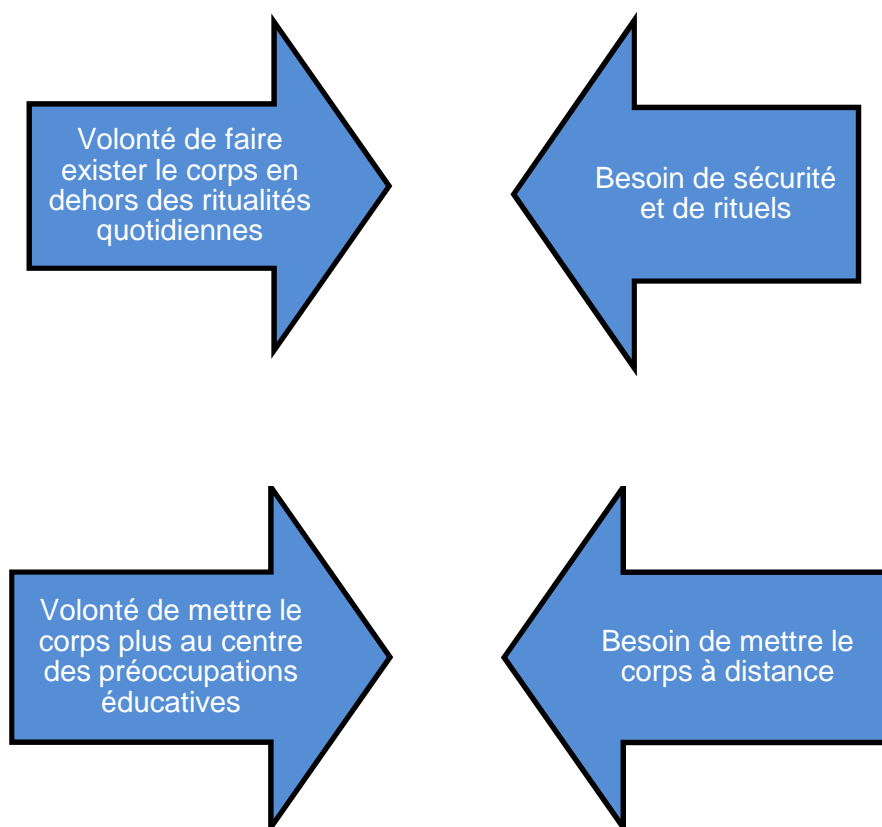 Volonté de faire
exister le corps en
dehors des ritualités
quotidiennes
Besoin de sécurité
et de rituels
Volonté de mettre le
corps plus au centre
des préoccupations
éducatives
Besoin de mettre le
corps à distance